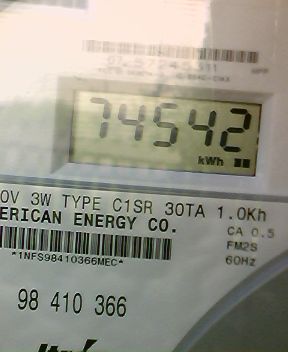 74542
kWh
0V 3W TYPE C1SR 30TA 1.0Kh
ERICAN ENERGY CO.
CA 0.5
FM2S
*1NFS98410366MEC*
60Hz
98 410 366